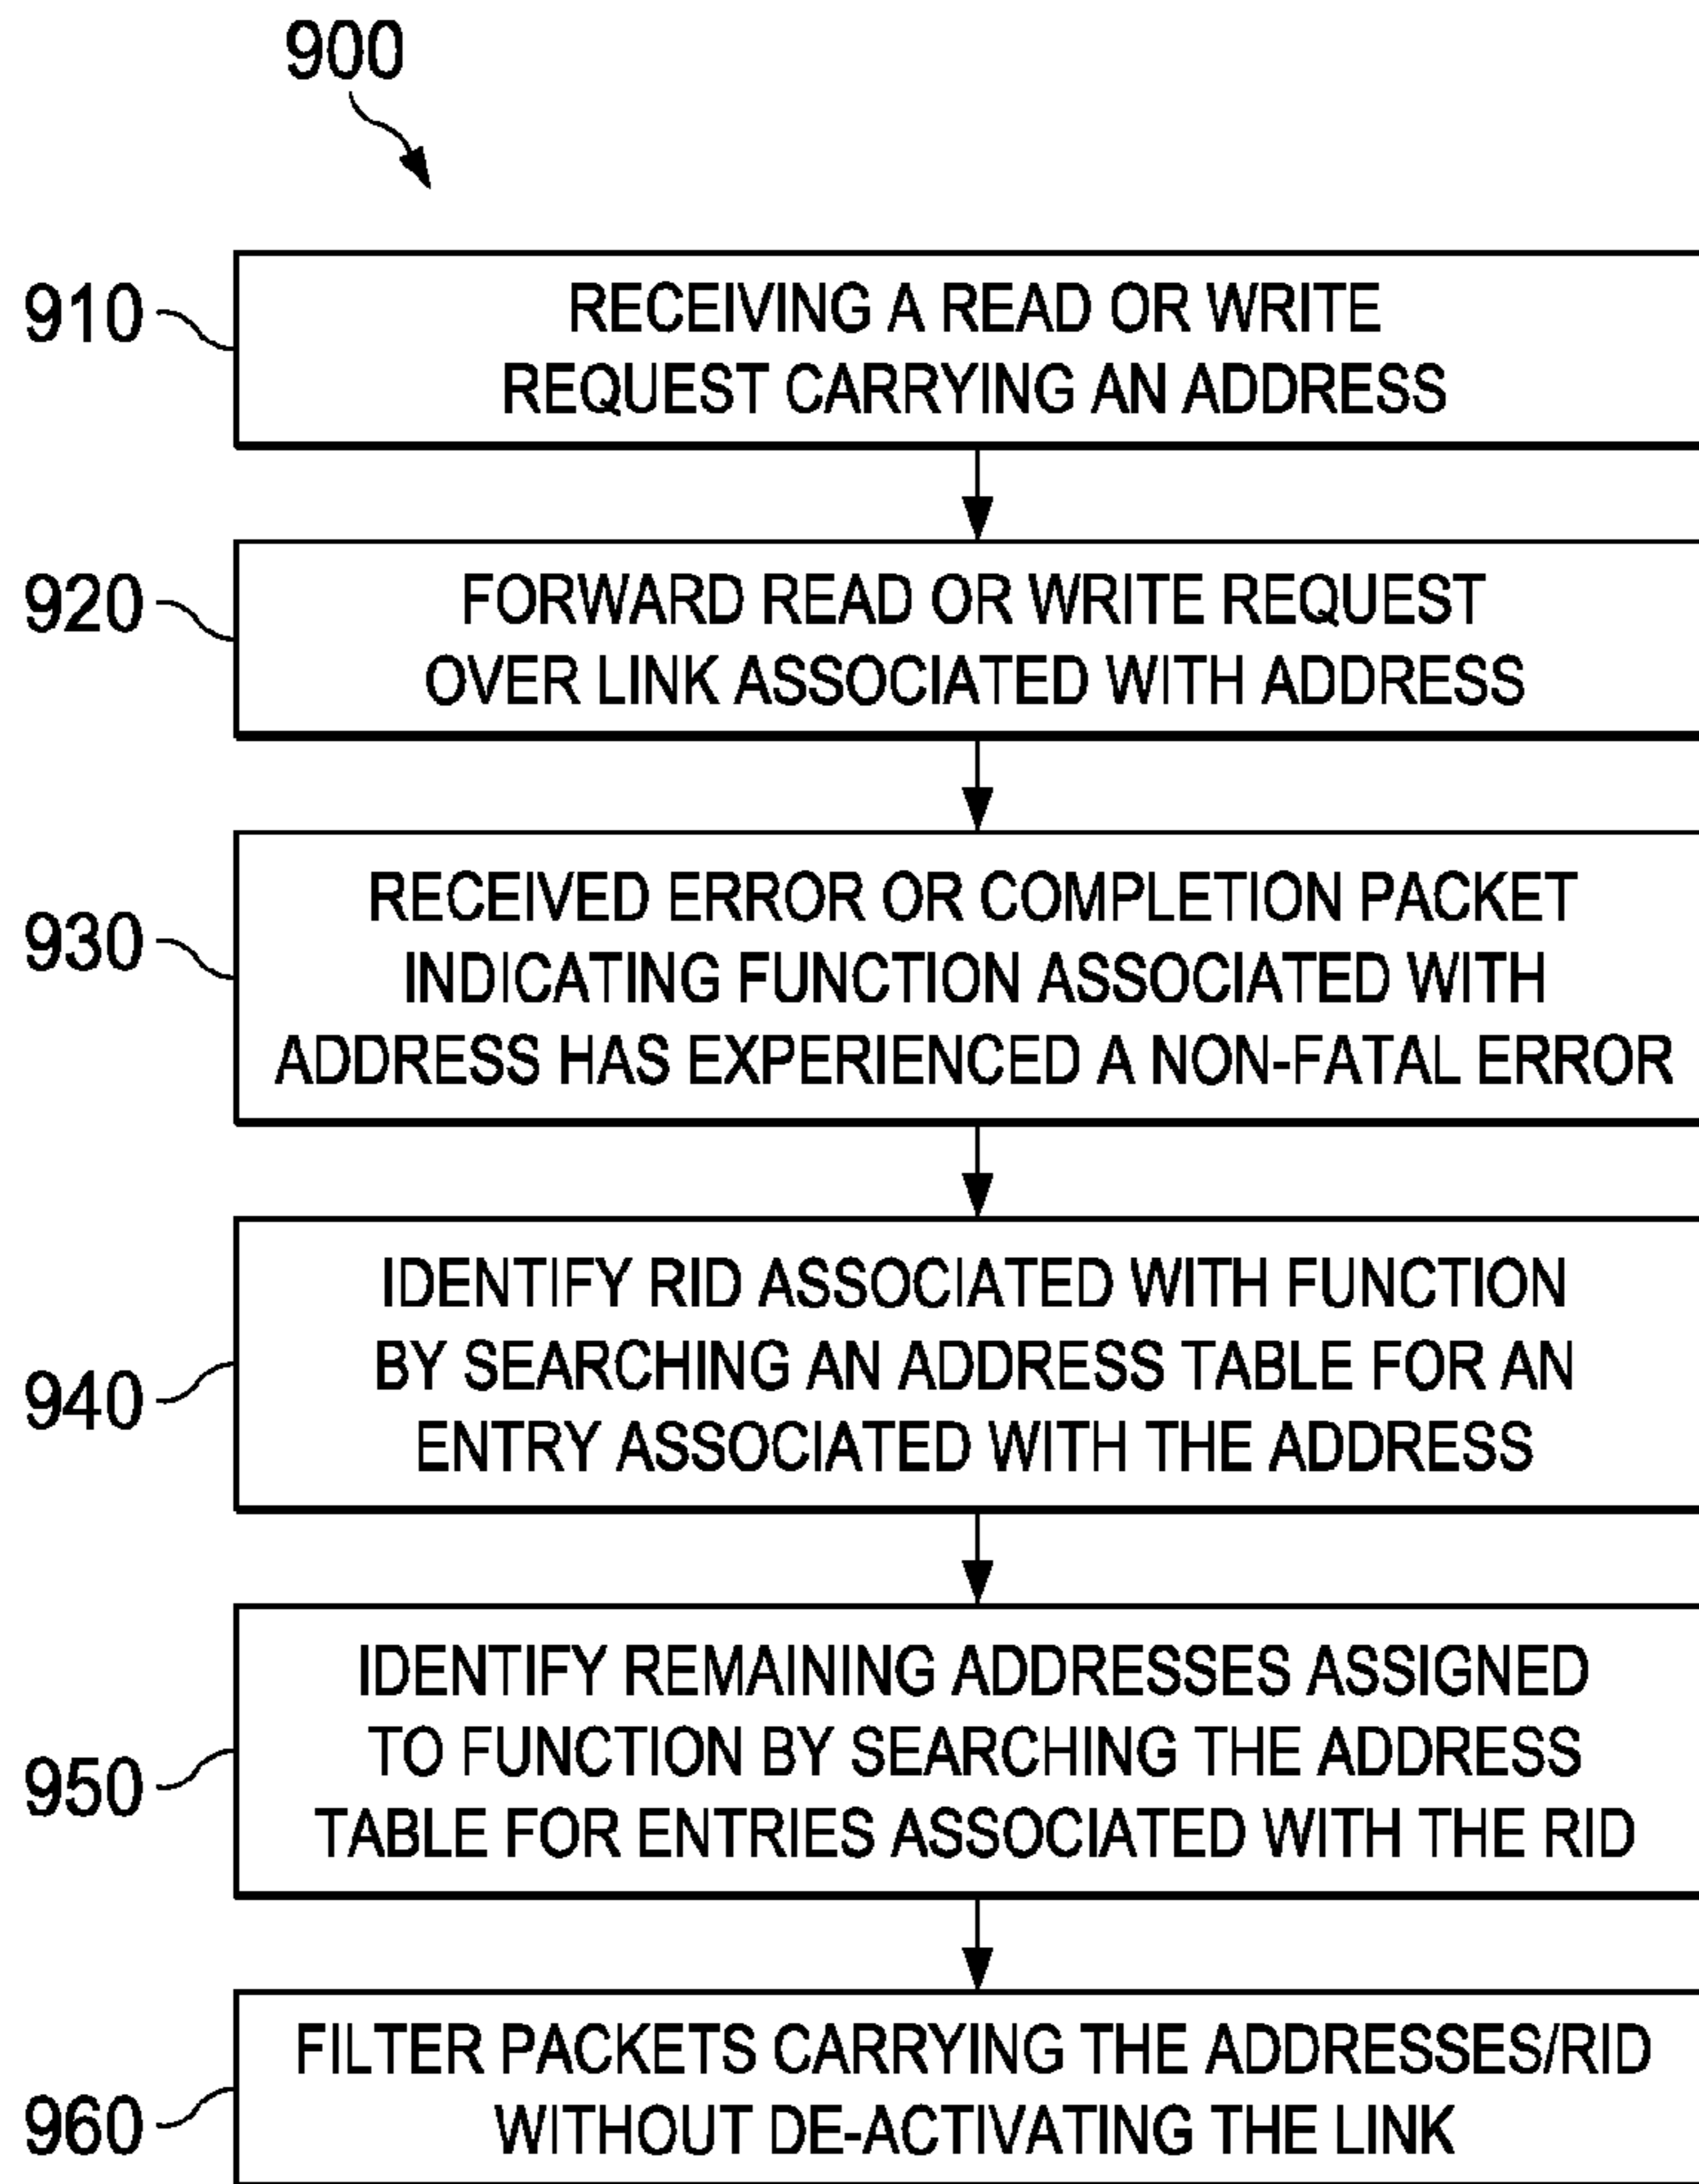 900
910
RECEIVING A READ OR WRITE
REQUEST CARRYING AN ADDRESS
920
FORWARD READ OR WRITE REQUEST
OVER LINK ASSOCIATED WITH ADDRESS
930
RECEIVED ERROR OR COMPLETION PACKET
INDICATING FUNCTION ASSOCIATED WITH
ADDRESS HAS EXPERIENCED A NON-FATAL ERROR
940
IDENTIFY RID ASSOCIATED WITH FUNCTION
BY SEARCHING AN ADDRESS TABLE FOR AN
ENTRY ASSOCIATED WITH THE ADDRESS
950
IDENTIFY REMAINING ADDRESSES ASSIGNED
TO FUNCTION BY SEARCHING THE ADDRESS
TABLE FOR ENTRIES ASSOCIATED WITH THE RID
960
FILTER PACKETS CARRYING THE ADDRESSES/RID
WITHOUT DE-ACTIVATING THE LINK